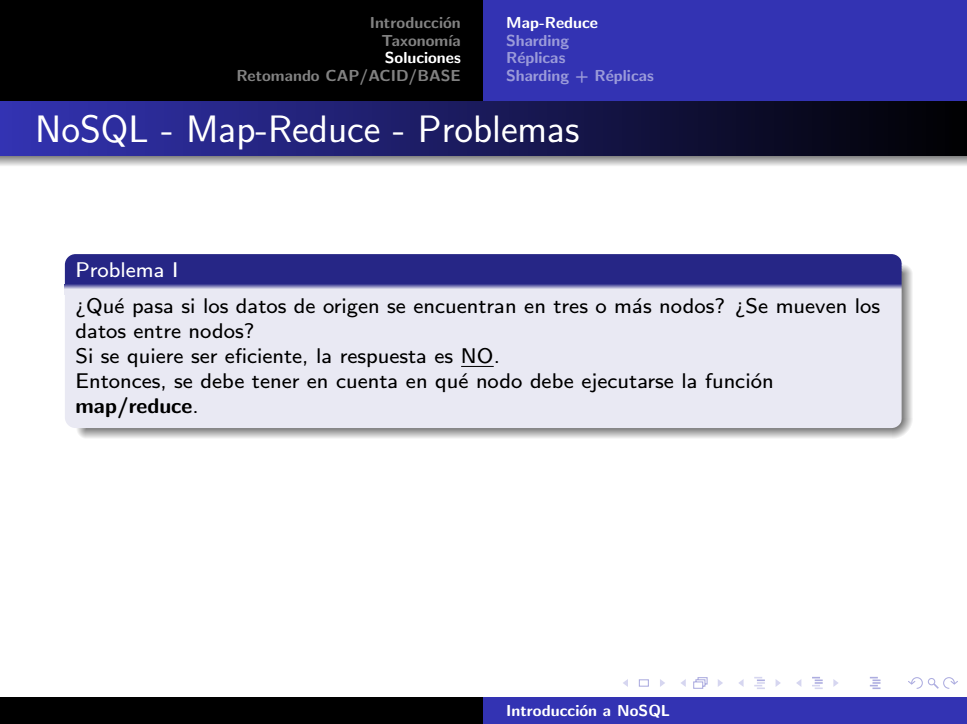 Introducción
Taxonomía
Soluciones
Retomando CAP/ACID/BASE
Map-Reduce
Sharding
Réplicas
Sharding + Réplicas
NoSQL - Map-Reduce - Problemas
Problema I
¿Qué pasa si los datos de origen se encuentran en tres o más nodos? ¿Se mueven los
datos entre nodos?
Si se quiere ser eficiente, la respuesta es NO.
Entonces, se debe tener en cuenta en qué nodo debe ejecutarse la función
map/reduce.
Introducción a NoSQL